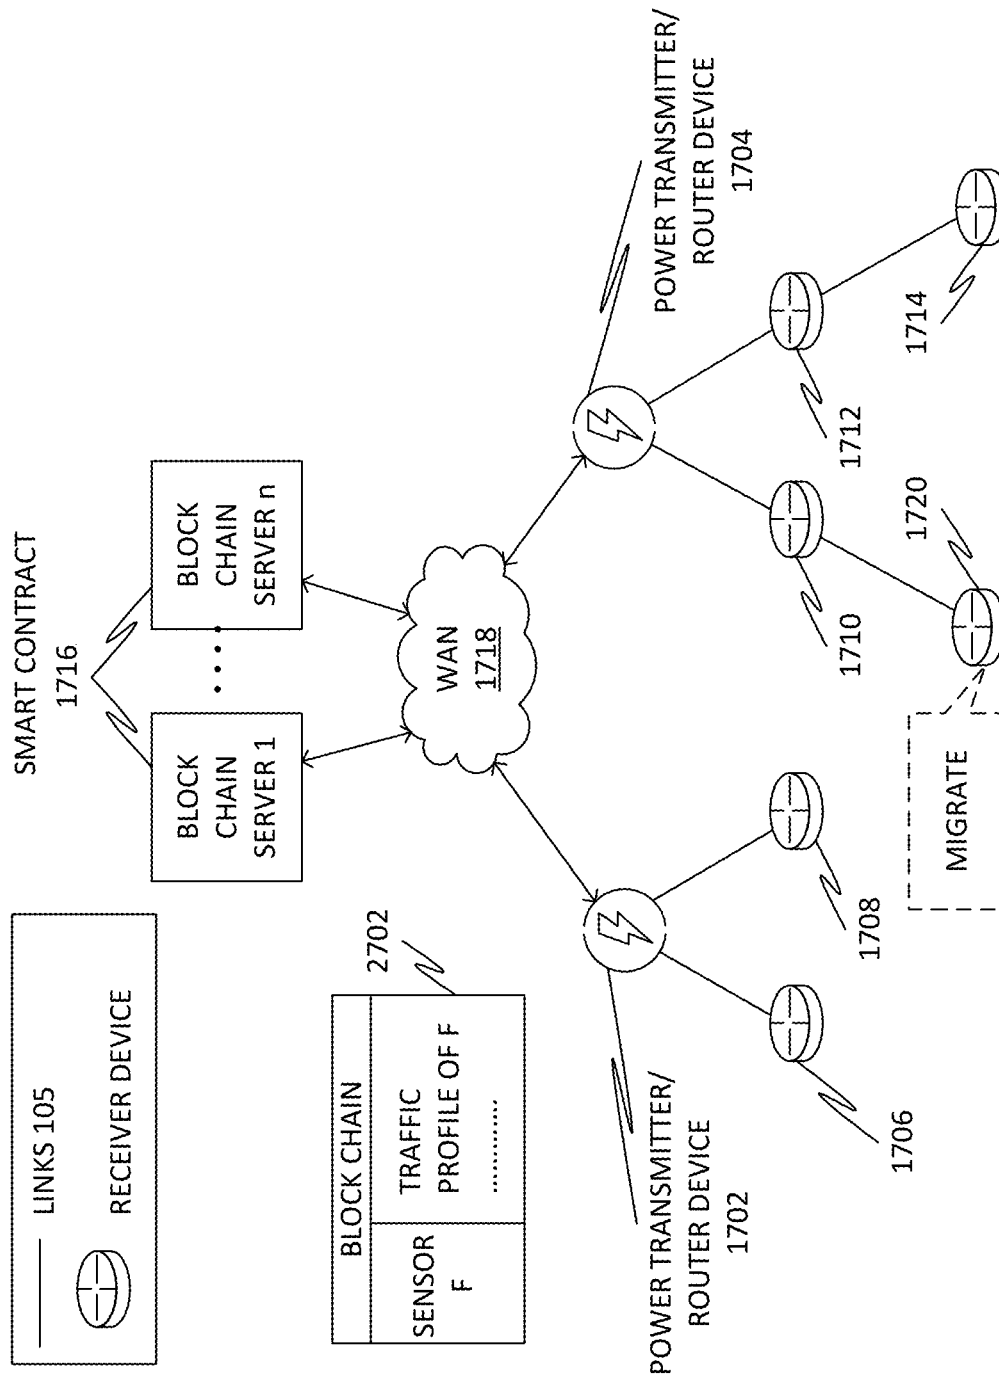 SMART CONTRACT
1716
LINKS 105
RECEIVER DEVICE
BLOCK
CHAIN
SERVER 1
....
BLOCK
CHAIN
SERVER n
BLOCK CHAIN
SENSOR
F
TRAFFIC
PROFILE OF F
..........
2702
WAN
1718
POWER TRANSMITTER/
ROUTER DEVICE
1702
POWER TRANSMITTER/
ROUTER DEVICE
1704
1706
1708
1710
1712
1714
1720
MIGRATE